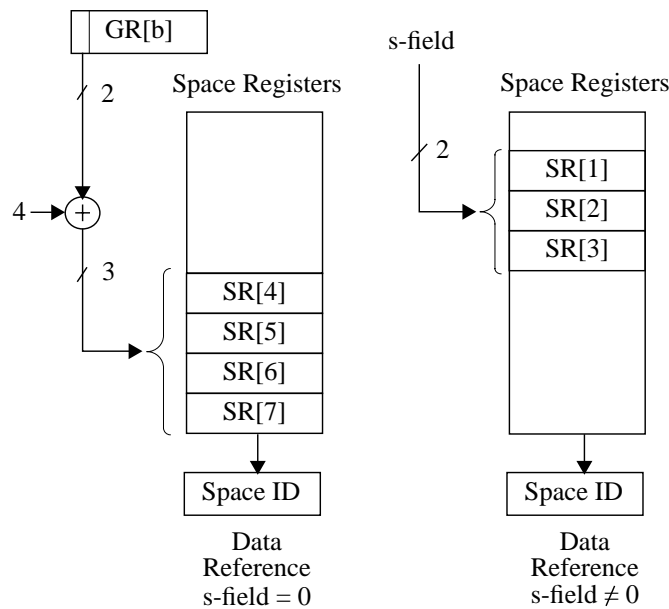 GR[b]
2
4
+
3
Space Registers
SR[4]
SR[5]
SR[6]
SR[7]
Space ID
Data
Reference
s-field = 0
s-field
2
Space Registers
SR[1]
SR[2]
SR[3]
Space ID
Data
Reference
s-field ≠ 0